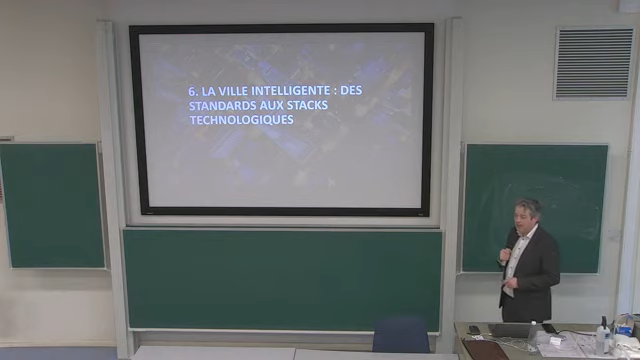 6. LA VILLE INTELLIGENTE : DES
STANDARDS AUX STACKS
TECHNOLOGIQUES